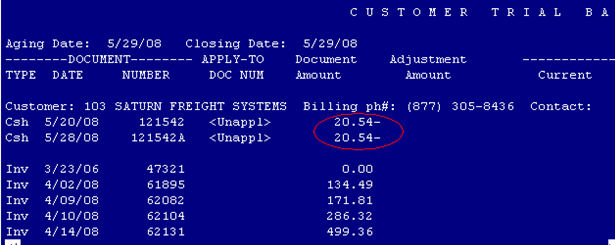 C U S T O M E R   T R I A L   B A
Aging Date:  5/29/08   Closing Date:  5/29/08
--------DOCUMENT-------- APPLY-TO   Document   Adjustment   ------------
TYPE  DATE   NUMBER   DOC NUM   Amount   Amount   Current
Customer: 103 SATURN FREIGHT SYSTEMS  Billing ph#: (877) 305-8436  Contact:
Csh  5/20/08   121542   <Unappl>   20.54-
Csh  5/28/08   121542A   <Unappl>   20.54-
Inv  3/23/06   47321   0.00
Inv  4/02/08   61895   134.49
Inv  4/09/08   62082   171.81
Inv  4/10/08   62104   286.32
Inv  4/14/08   62131   499.36